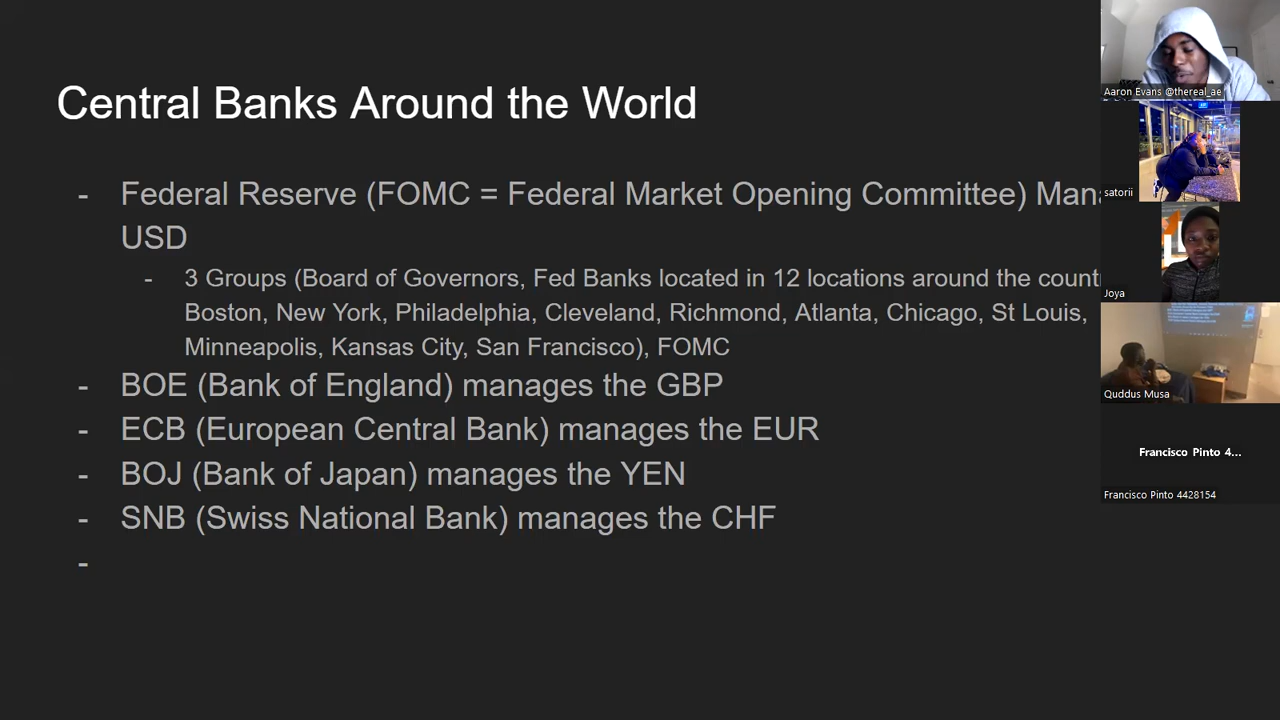 Central Banks Around the World
- Federal Reserve (FOMC = Federal Market Opening Committee)
USD
- 3 Groups (Board of Governors, Fed Banks located in 12 locations around the
Boston, New York, Philadelphia, Cleveland, Richmond, Atlanta, Chicago, St Louis,
Minneapolis, Kansas City, San Francisco), FOMC
- BOE (Bank of England) manages the GBP
- ECB (European Central Bank) manages the EUR
- BOJ (Bank of Japan) manages the YEN
- SNB (Swiss National Bank) manages the CHF
-
Aaron Evans @thereal_ae
satorii
Joya
Quddus Musa
Francisco Pinto 4...
Francisco Pinto 4428154